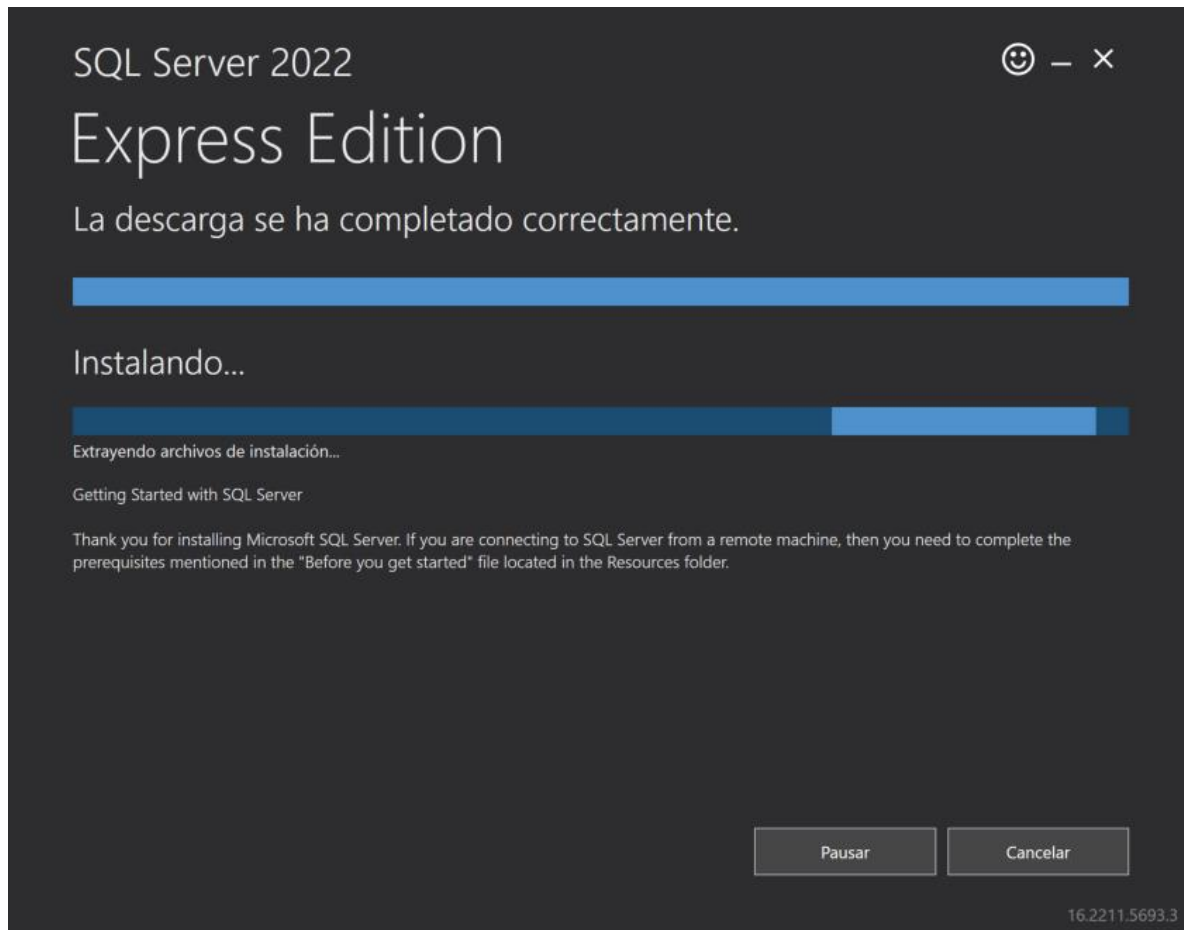 SQL Server 2022
Express Edition
La descarga se ha completado correctamente.
Instalando...
Extrayendo archivos de instalación...
Getting Started with SQL Server
Thank you for installing Microsoft SQL Server. If you are connecting to SQL Server from a remote machine, then you need to complete the
prerequisites mentioned in the "Before you get started" file located in the Resources folder.
Pausar
Cancelar
16.2211.5693.3